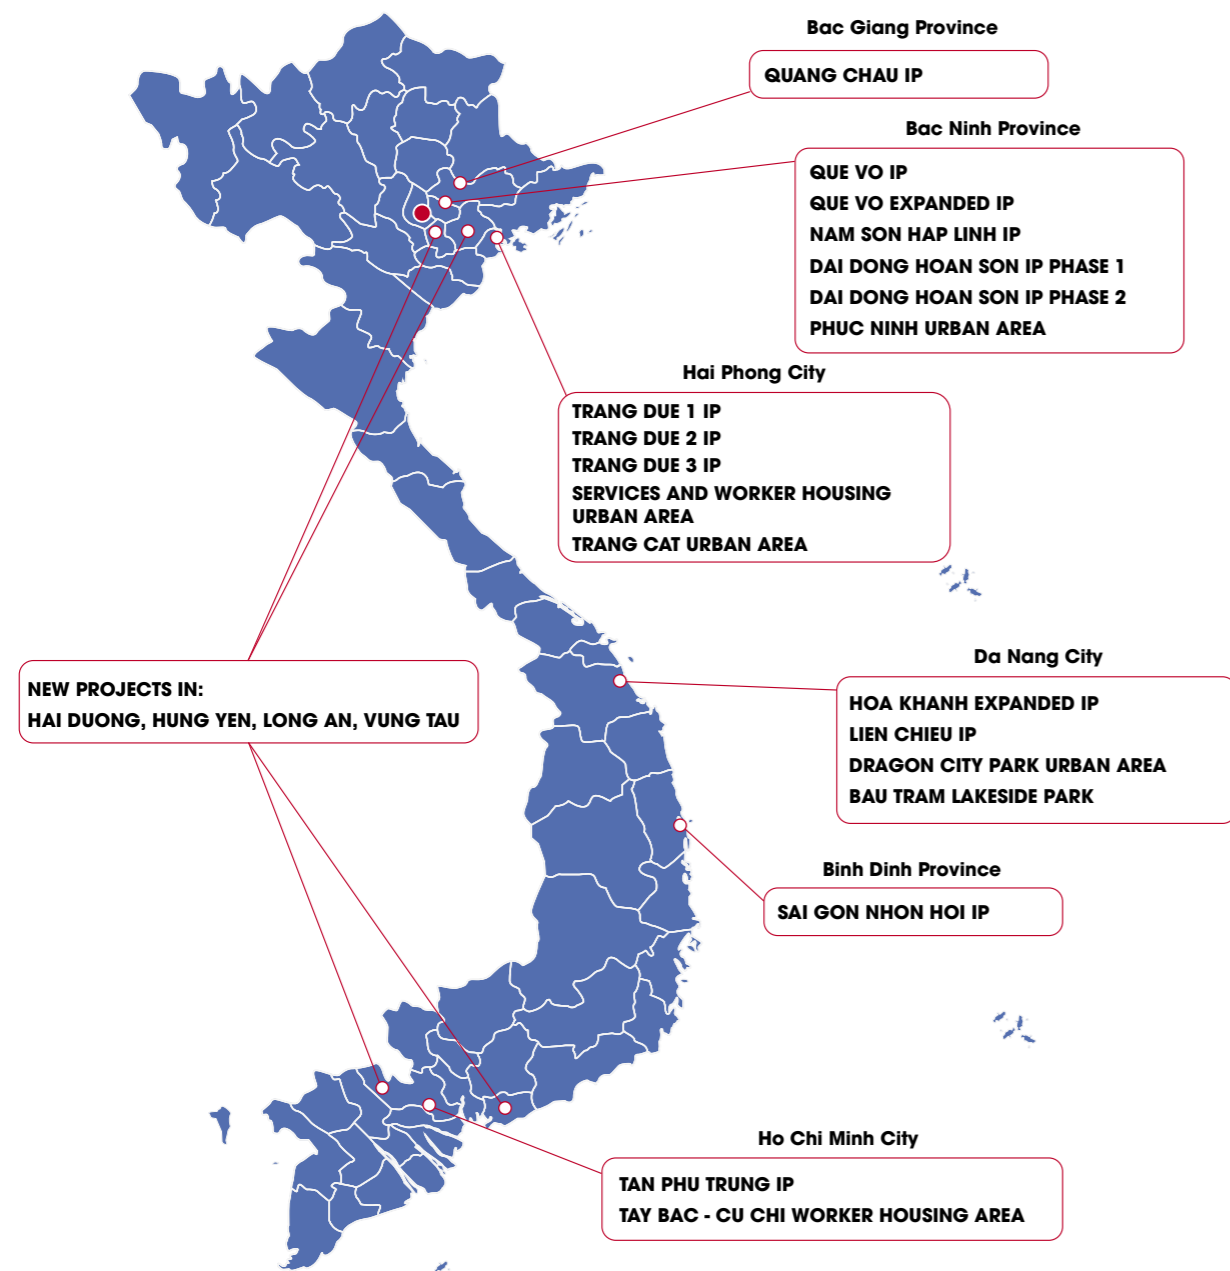 Bac Giang Province
QUANG CHAU IP
Bac Ninh Province
QUE VO IP
QUE VO EXPANDED IP
NAM SON HAP LINH IP
DAI DONG HOAN SON IP PHASE 1
DAI DONG HOAN SON IP PHASE 2
PHUC NINH URBAN AREA
Hai Phong City
TRANG DUE 1 IP
TRANG DUE 2 IP
TRANG DUE 3 IP
SERVICES AND WORKER HOUSING
URBAN AREA
TRANG CAT URBAN AREA
NEW PROJECTS IN:
HAI DUONG, HUNG YEN, LONG AN, VUNG TAU
Da Nang City
HOA KHANH EXPANDED IP
LIEN CHIEU IP
DRAGON CITY PARK URBAN AREA
BAU TRAM LAKESIDE PARK
Binh Dinh Province
SAI GON NHON HOI IP
Ho Chi Minh City
TAN PHU TRUNG IP
TAY BAC - CU CHI WORKER HOUSING AREA